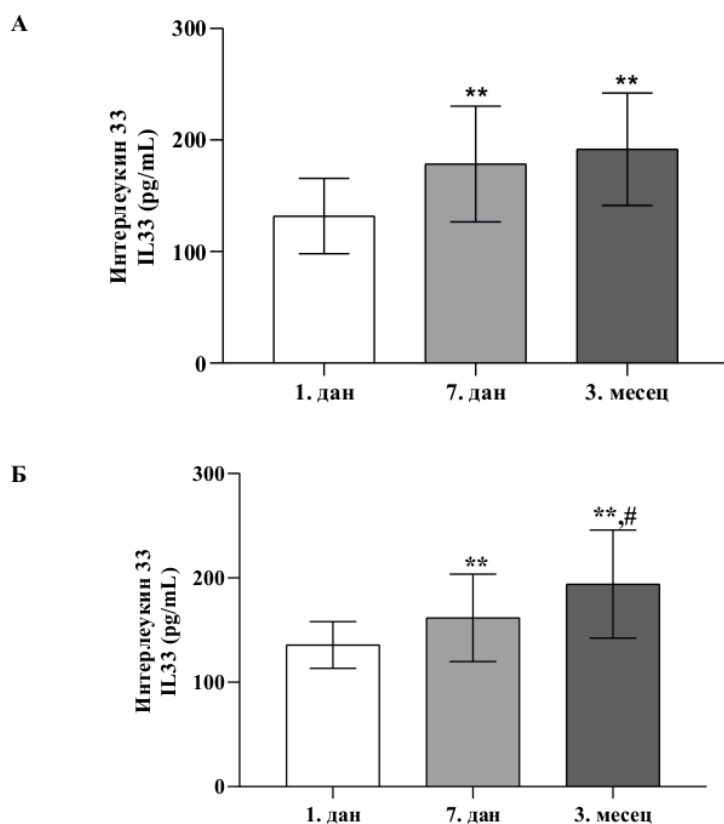 А
Интерлеукин 33
IL33 (pg/mL)
300
200
100
0
**
**
1. дан
7. дан
3. месец
Б
Интерлеукин 33
IL33 (pg/mL)
300
200
100
0
**
**,#
1. дан
7. дан
3. месец